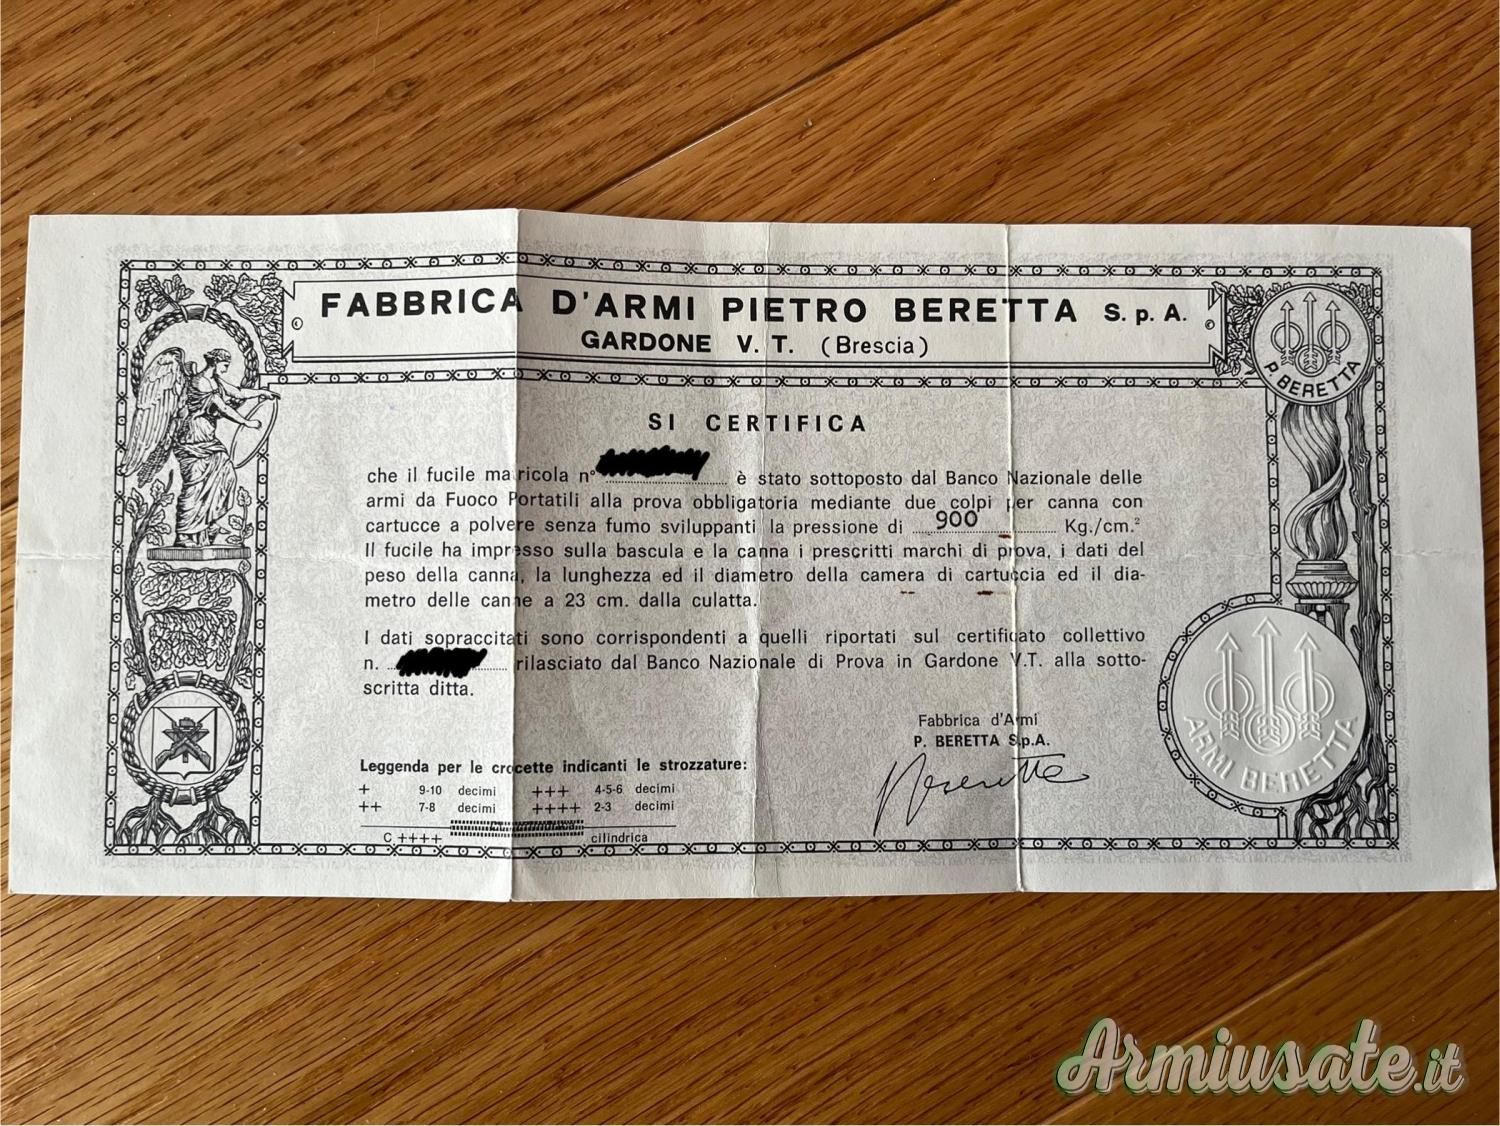 FABBRICA D'ARMI PIETRO BERETTA S. p. A.
GARDONE V. T. (Brescia)
P. BERETTA
SI CERTIFICA
che il fucile matricola n° è stato sottoposto dal Banco Nazionale delle
armi da Fuoco Portatili alla prova obbligatoria mediante due colpi per canna con
cartucce a polvere senza fumo sviluppanti la pressione di 900 Kg./cm.²
Il fucile ha impresso sulla bascula e la canna i prescritti marchi di prova, i dati del
peso della canna, la lunghezza ed il diametro della camera di cartuccia ed il dia-
metro delle canne a 23 cm. dalla culatta.
I dati sopraccitati sono corrispondenti a quelli riportati sul certificato collettivo
n. rilasciato dal Banco Nazionale di Prova in Gardone V.T. alla sotto-
scritta ditta.
Fabbrica d'Armi
P. BERETTA S.p.A.
P Beretta
ARMI BERETTA
Leggenda per le crocette indicanti le strozzature:
+ 9-10 decimi +++ 4-5-6 decimi
++ 7-8 decimi ++++ 2-3 decimi
C ++++ cilindrica
Armiusate.it